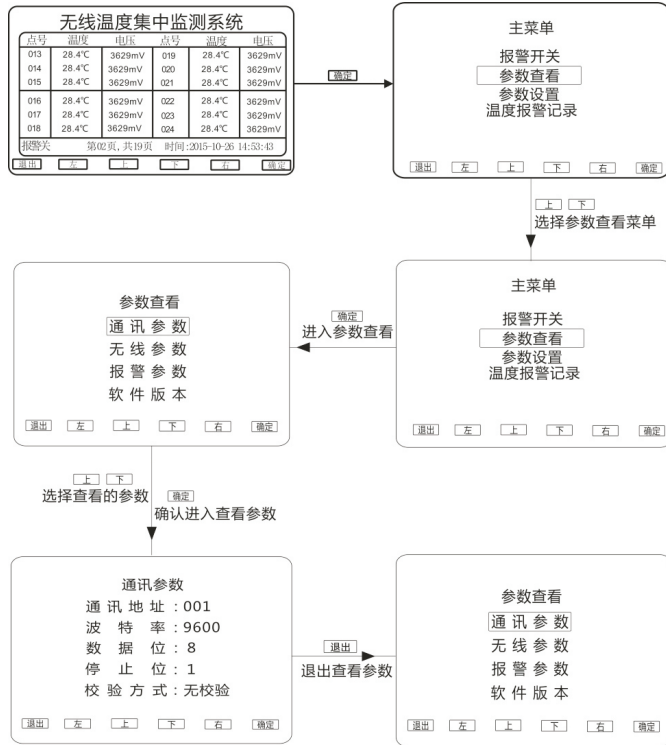 无线温度集中监测系统
点号 温度 电压 点号 温度 电压
013 28.4℃ 3629mV 019 28.4℃ 3629mV
014 28.4℃ 3629mV 020 28.4℃ 3629mV
015 28.4℃ 3629mV 021 28.4℃ 3629mV
016 28.4℃ 3629mV 022 28.4℃ 3629mV
017 28.4℃ 3629mV 023 28.4℃ 3629mV
018 28.4℃ 3629mV 024 28.4℃ 3629mV
报警关 第02页,共19页 时间:2015-10-26 14:53:43
退出 左 上 下 右 确定
确定
主菜单
报警开关
参数查看
参数设置
温度报警记录
退出 左 上 下 右 确定
上 下
选择参数查看菜单
主菜单
报警开关
参数查看
参数设置
温度报警记录
退出 左 上 下 右 确定
确定
进入参数查看
参数查看
通讯参数
无线参数
报警参数
软件版本
退出 左 上 下 右 确定
上 下
选择查看的参数
确定
确认进入查看参数
通讯参数
通讯地址:001
波特率:9600
数据位:8
停止位:1
校验方式:无校验
退出 左 上 下 右 确定
退出
退出查看参数
参数查看
通讯参数
无线参数
报警参数
软件版本
退出 左 上 下 右 确定